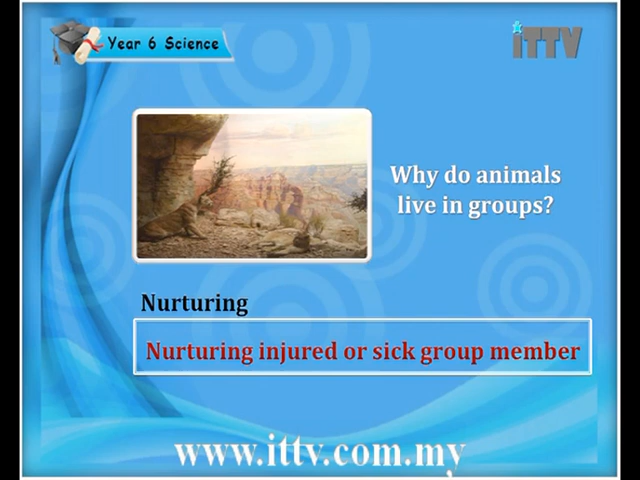 Year 6 Science
iTTV
Why do animals
live in groups?
Nurturing
Nurturing injured or sick group member
www.ittv.com.my